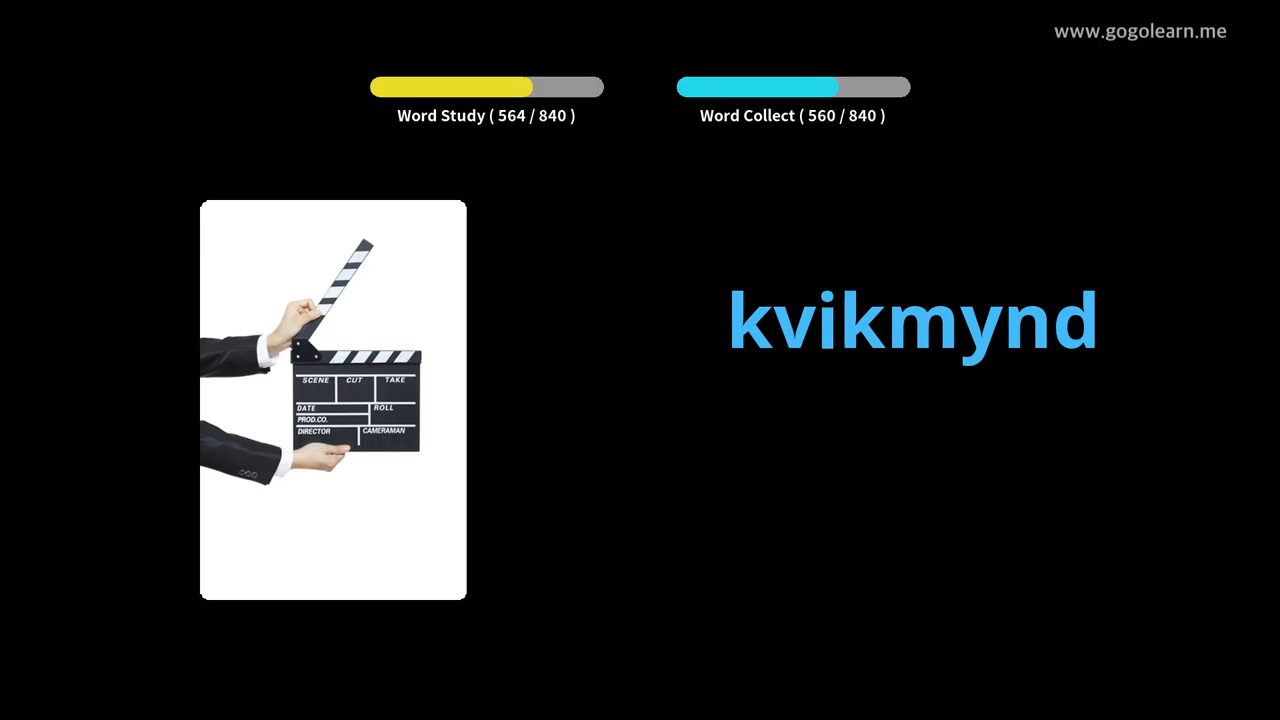 www.gogolearn.me
Word Study ( 564 / 840 )
Word Collect ( 560 / 840 )
kvikmynd
SCENE CUT TAKE
DATE ROLL
PROD.CO.
DIRECTOR CAMERAMAN